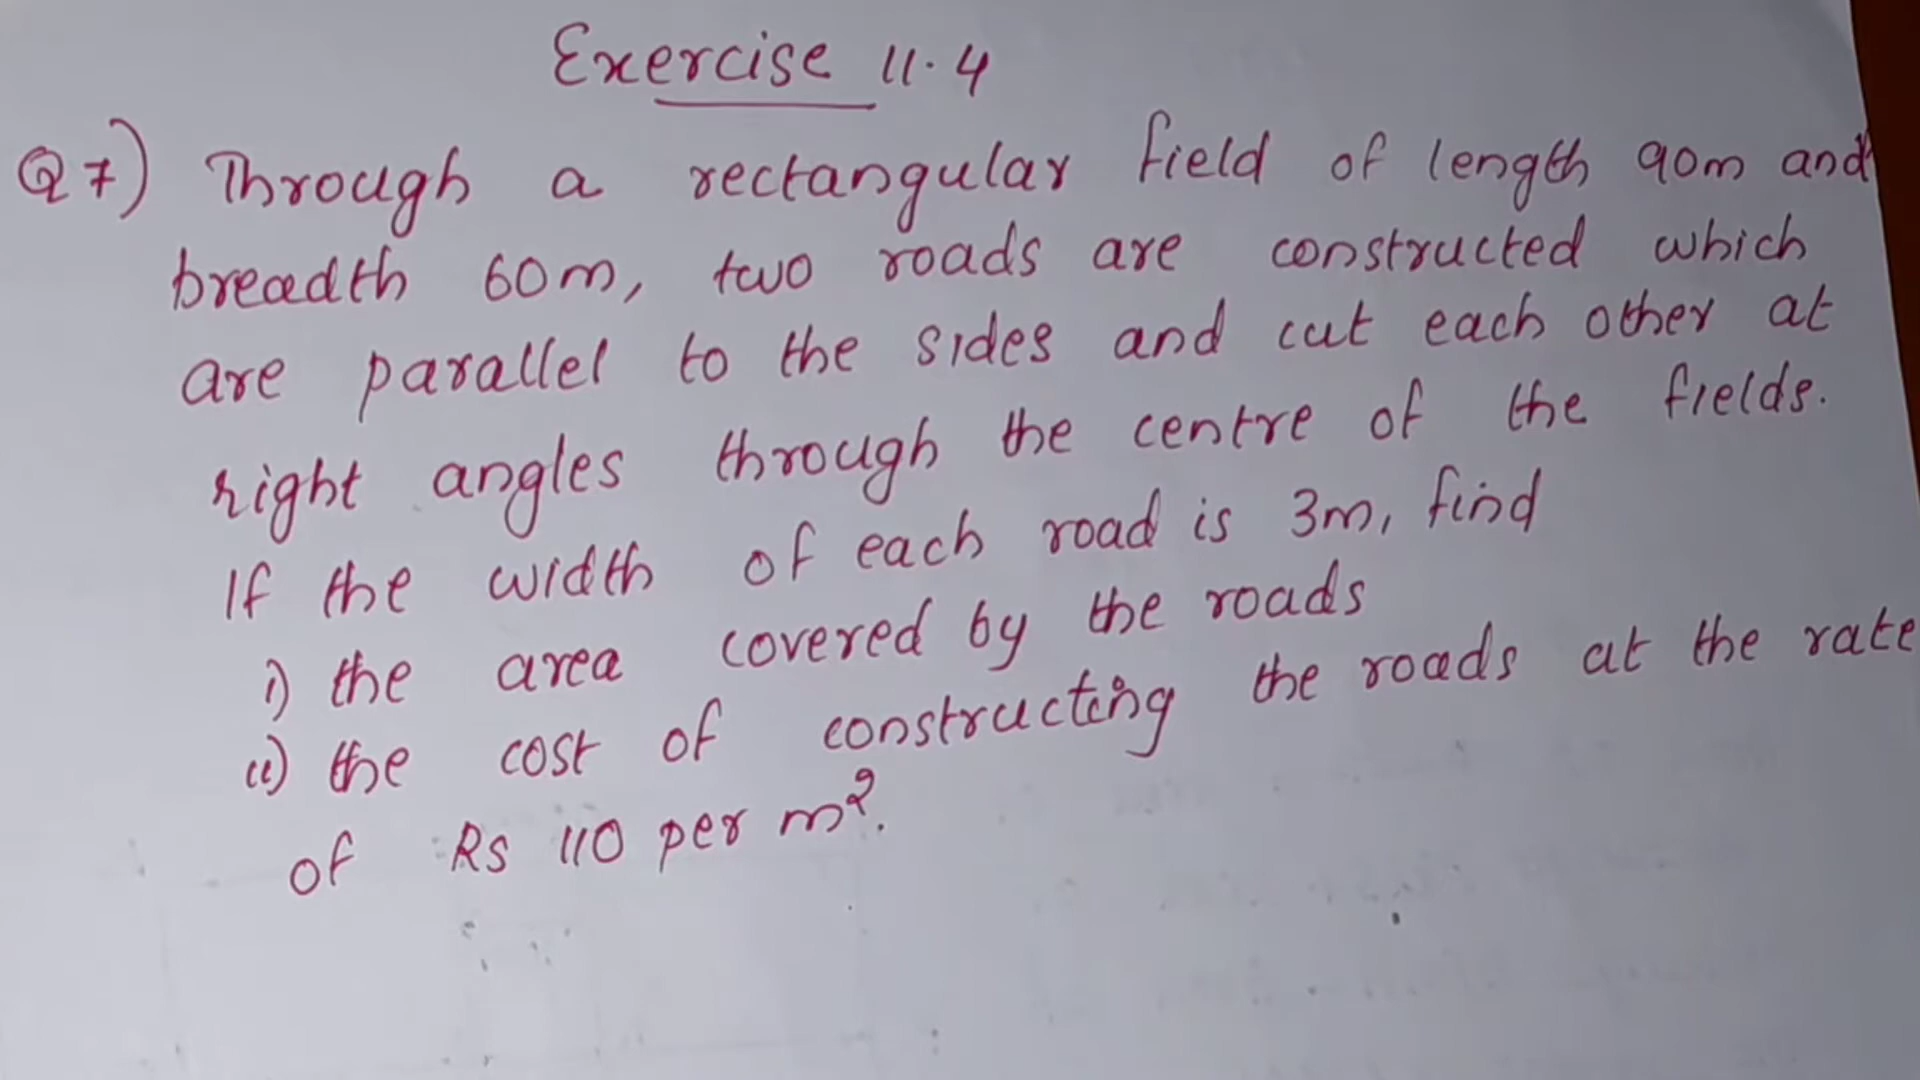 Exercise 11.4
Q7) Through a rectangular field of length 90m and
breadth 60m, two roads are constructed which
are parallel to the sides and cut each other at
right angles through the centre of the fields.
If the width of each road is 3m, find
i) the area covered by the roads
ii) the cost of constructing the roads at the rate
of Rs 110 per m².